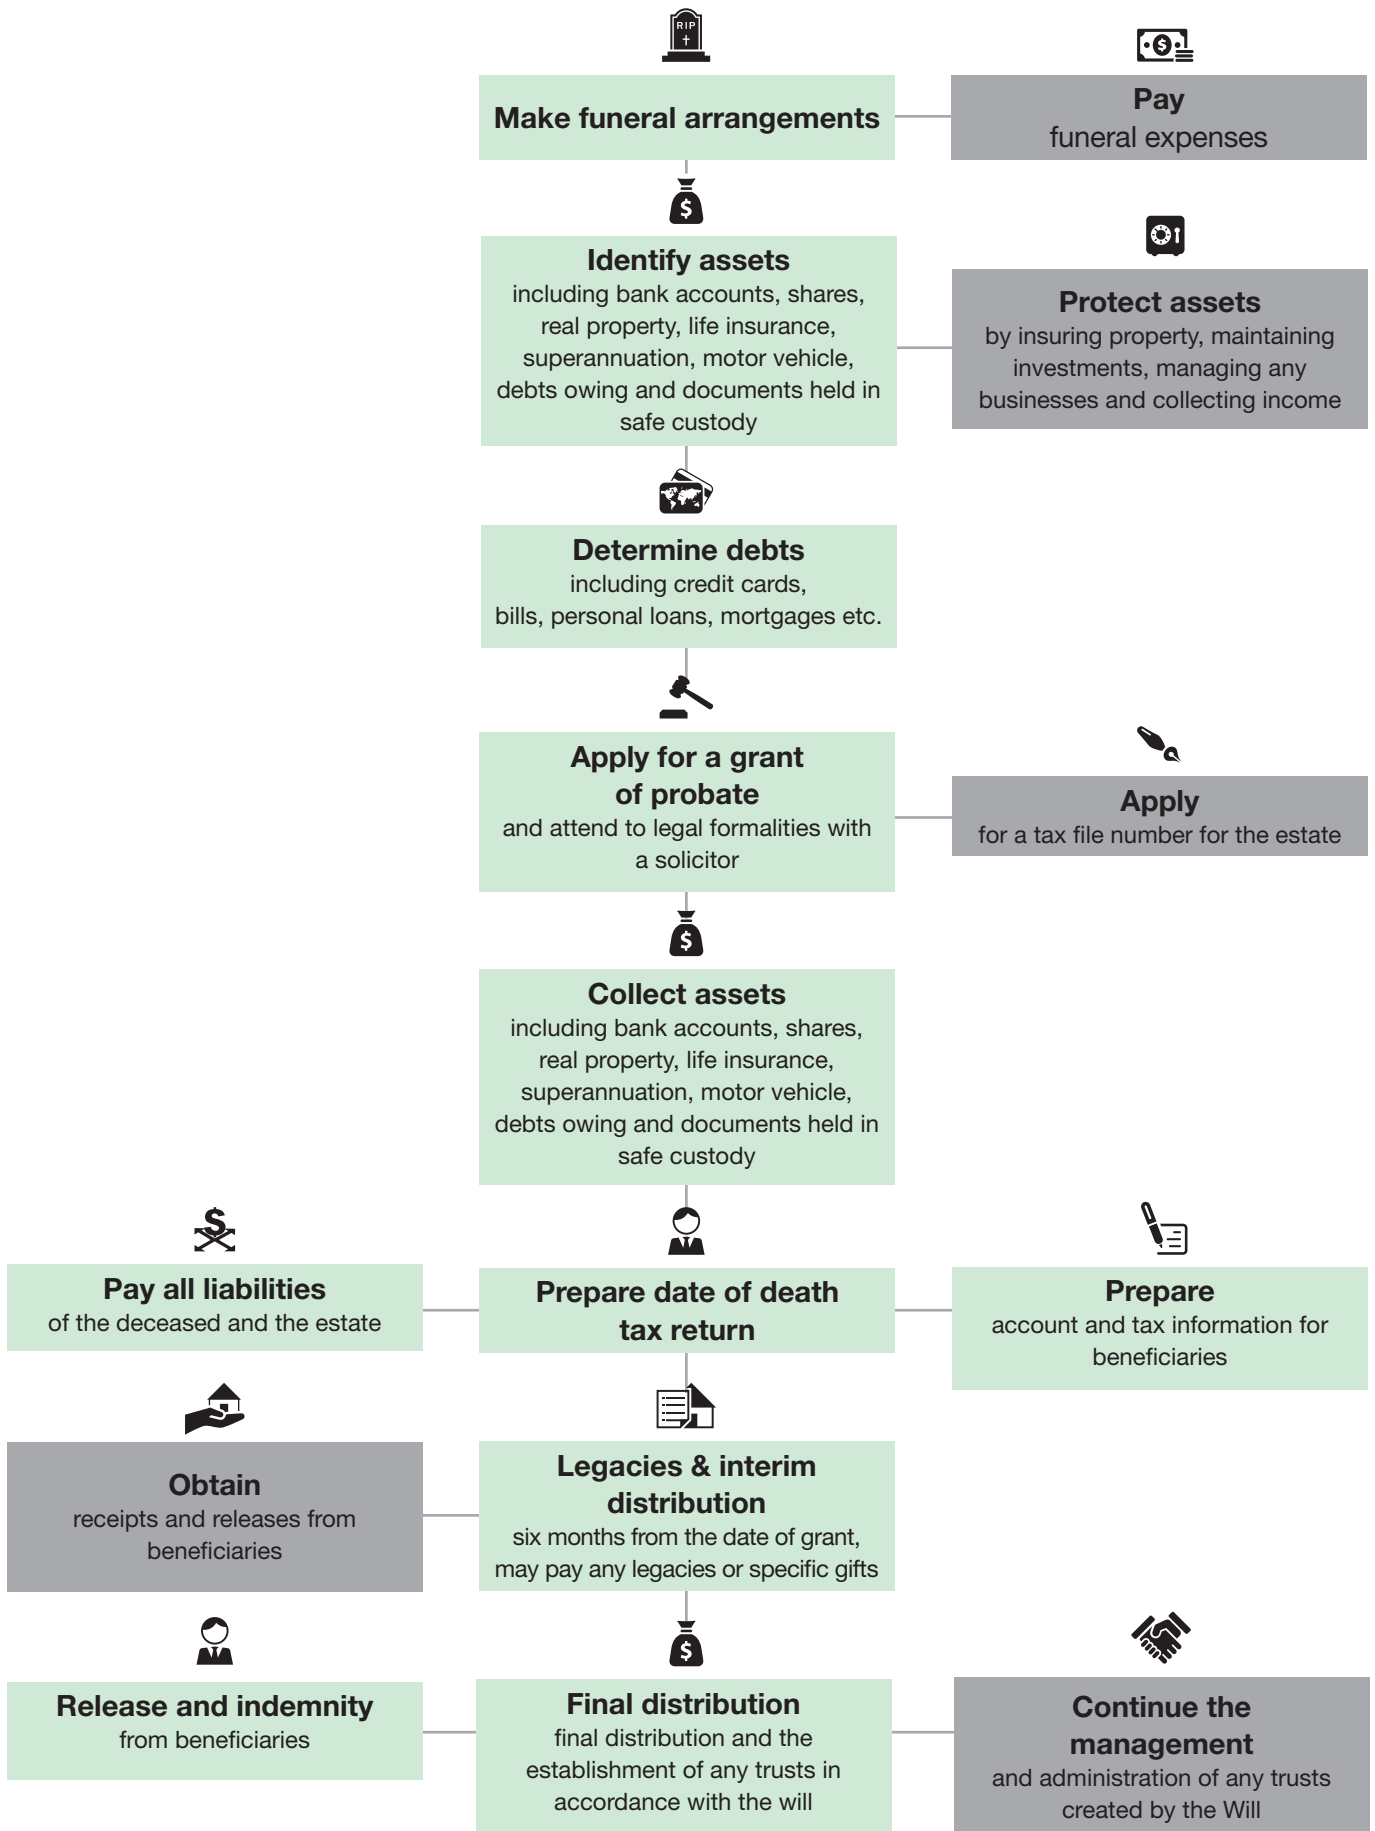 RIP
Make funeral arrangements
Pay
funeral expenses
$
Identify assets
including bank accounts, shares,
real property, life insurance,
superannuation, motor vehicle,
debts owing and documents held in
safe custody
Protect assets
by insuring property, maintaining
investments, managing any
businesses and collecting income
Determine debts
including credit cards,
bills, personal loans, mortgages etc.
Apply for a grant
of probate
and attend to legal formalities with
a solicitor
Apply
for a tax file number for the estate
$
Collect assets
including bank accounts, shares,
real property, life insurance,
superannuation, motor vehicle,
debts owing and documents held in
safe custody
$
Pay all liabilities
of the deceased and the estate
Prepare date of death
tax return
Prepare
account and tax information for
beneficiaries
Obtain
receipts and releases from
beneficiaries
Legacies & interim
distribution
six months from the date of grant,
may pay any legacies or specific gifts
Release and indemnity
from beneficiaries
$
Final distribution
final distribution and the
establishment of any trusts in
accordance with the will
Continue the
management
and administration of any trusts
created by the Will